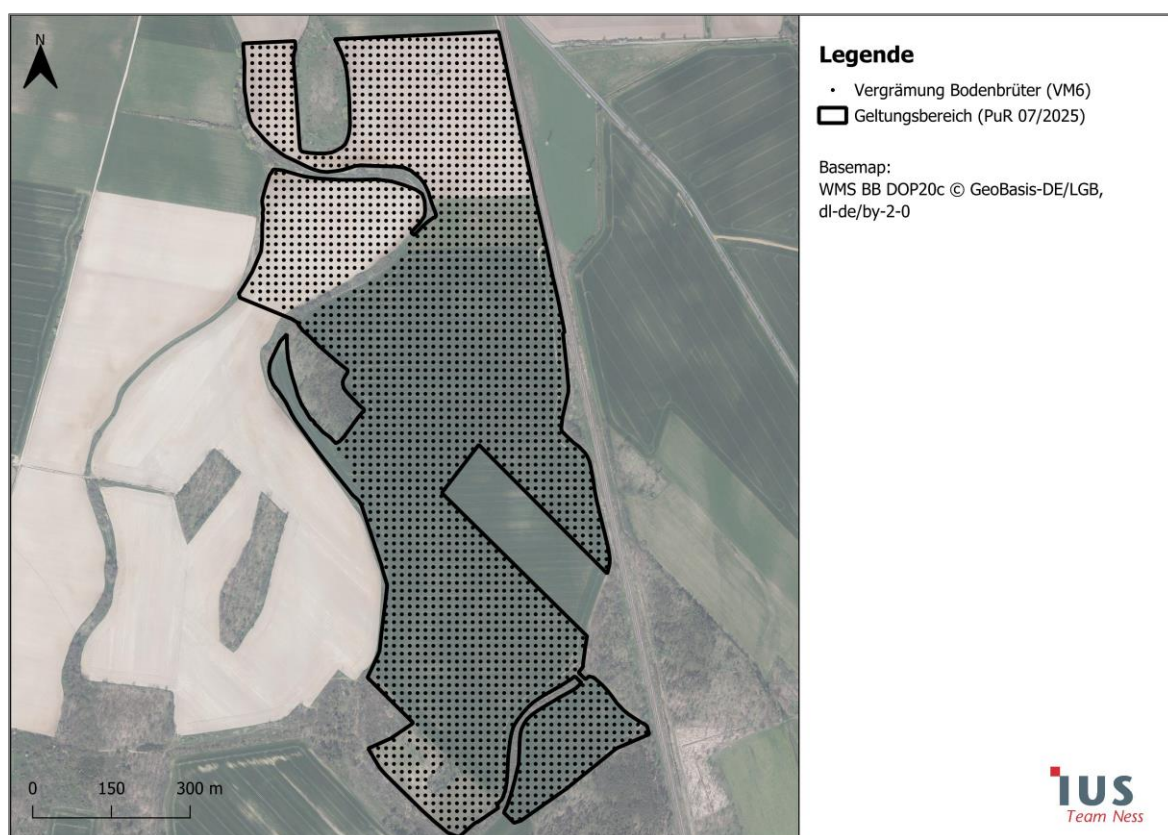 N
Legende
Vergrämung Bodenbrüter (VM6)
Geltungsbereich (PuR 07/2025)
Basemap:
WMS BB DOP20c © GeoBasis-DE/LGB,
dl-de/by-2-0
0 150 300 m
IUS
Team Ness